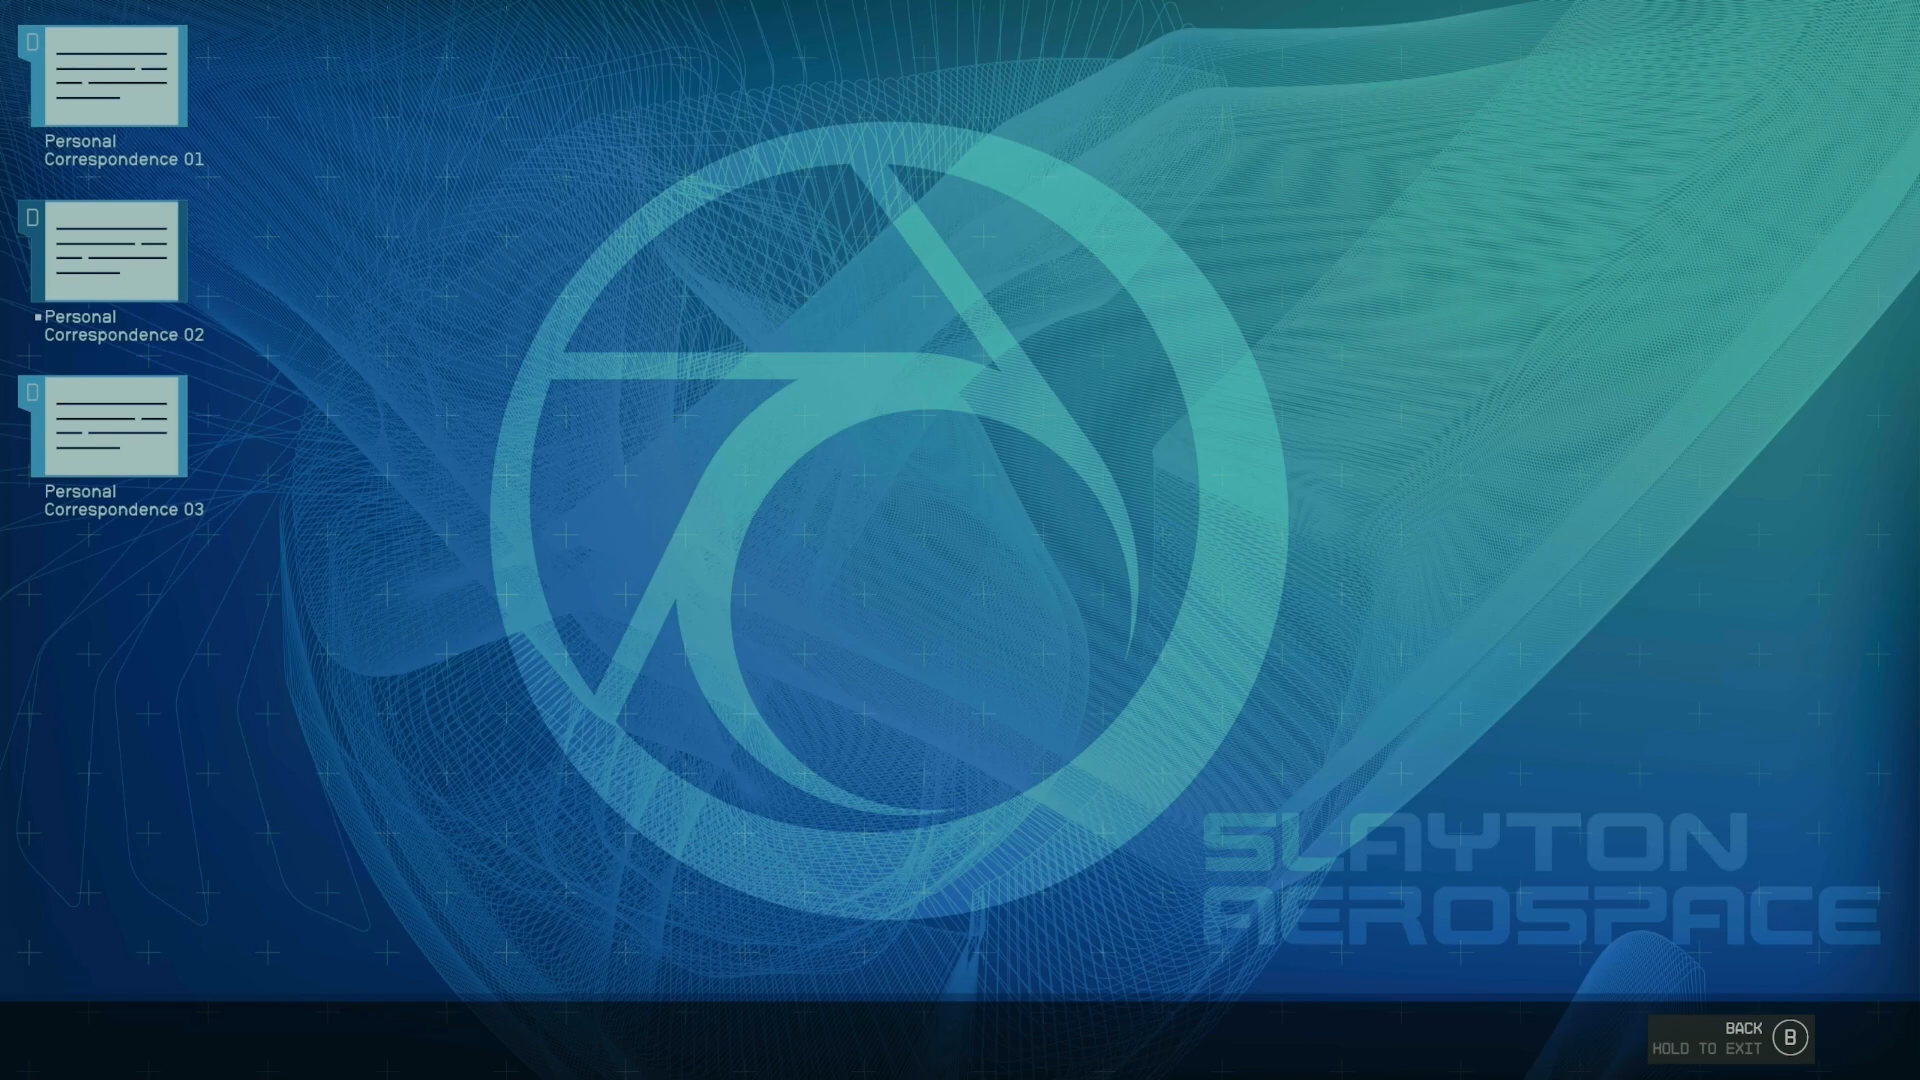 Personal
Correspondence 01
Personal
Correspondence 02
Personal
Correspondence 03
SLAYTON
AEROSPACE
BACK
HOLD TO EXIT
B